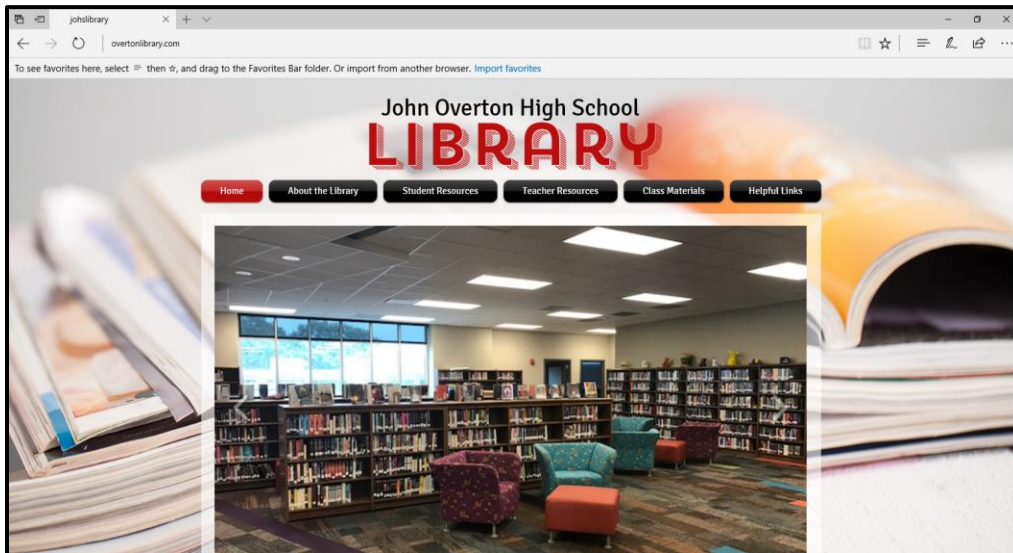 johslibrary
overtonlibrary.com
To see favorites here, select then ☆, and drag to the Favorites Bar folder. Or import from another browser. Import favorites
John Overton High School
LIBRARY
Home About the Library Student Resources Teacher Resources Class Materials Helpful Links